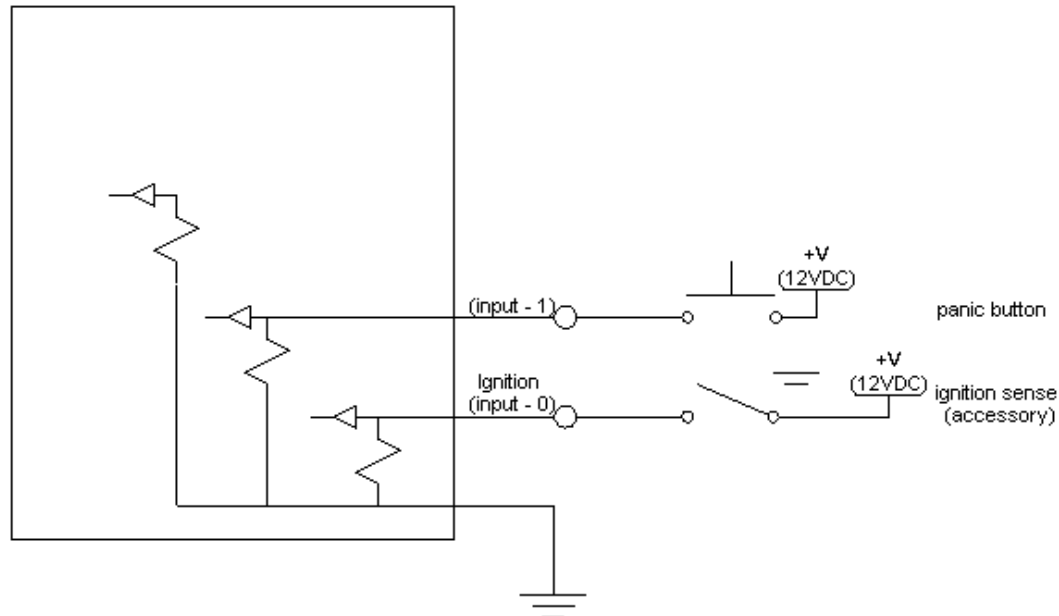 +V
(12VDC)
(input - 1)
panic button
+V
(12VDC)
Ignition
(input - 0)
ignition sense
(accessory)